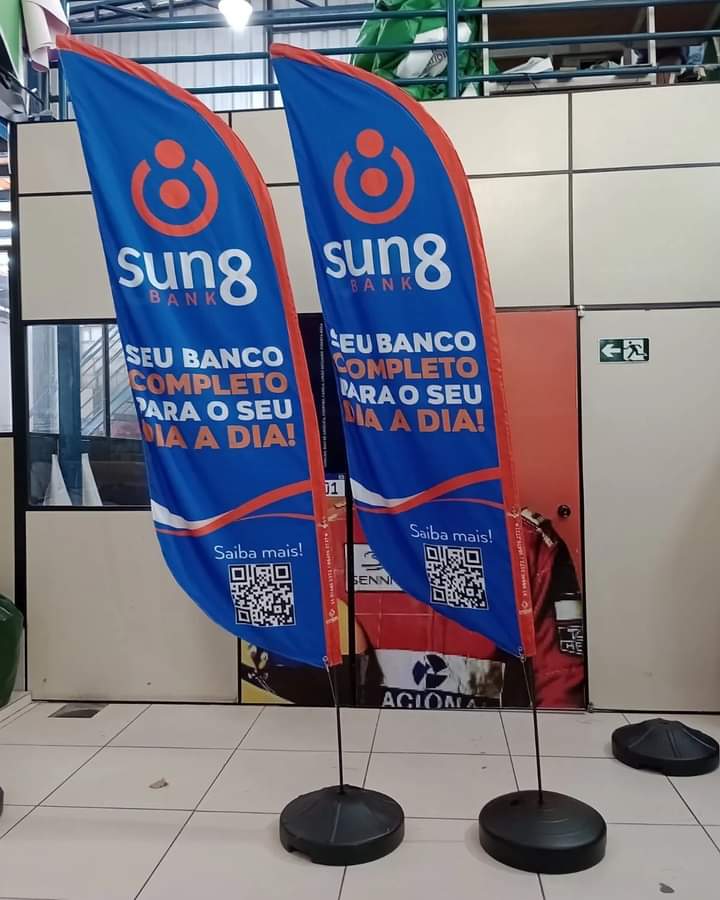 sun8
BANK
SEU BANCO
COMPLETO
PARA O SEU
DIA A DIA!
Saiba mais!
sun8
BANK
SEU BANCO
COMPLETO
PARA O SEU
DIA A DIA!
Saiba mais!
SENN
ACIONA